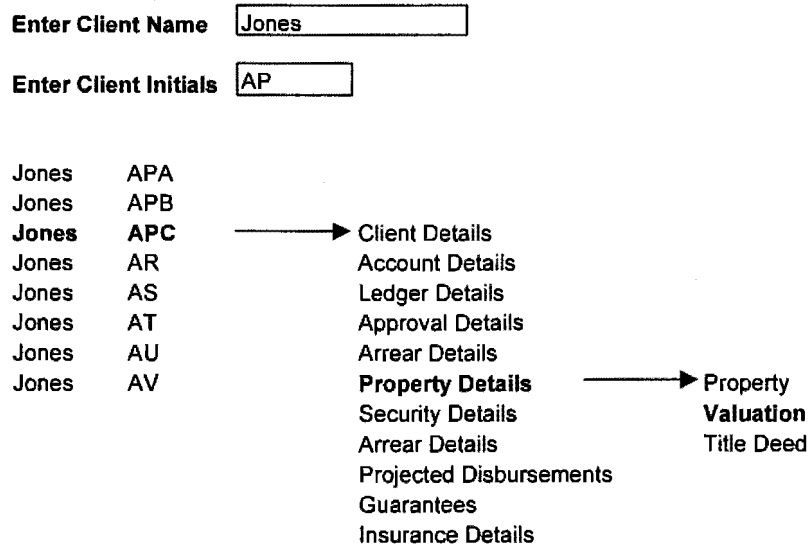 Enter Client Name Jones
Enter Client Initials AP
Jones APA
Jones APB
Jones APC Client Details
Jones AR Account Details
Jones AS Ledger Details
Jones AT Approval Details
Jones AU Arrear Details
Jones AV Property Details Property
Security Details Valuation
Arrear Details Title Deed
Projected Disbursements
Guarantees
Insurance Details